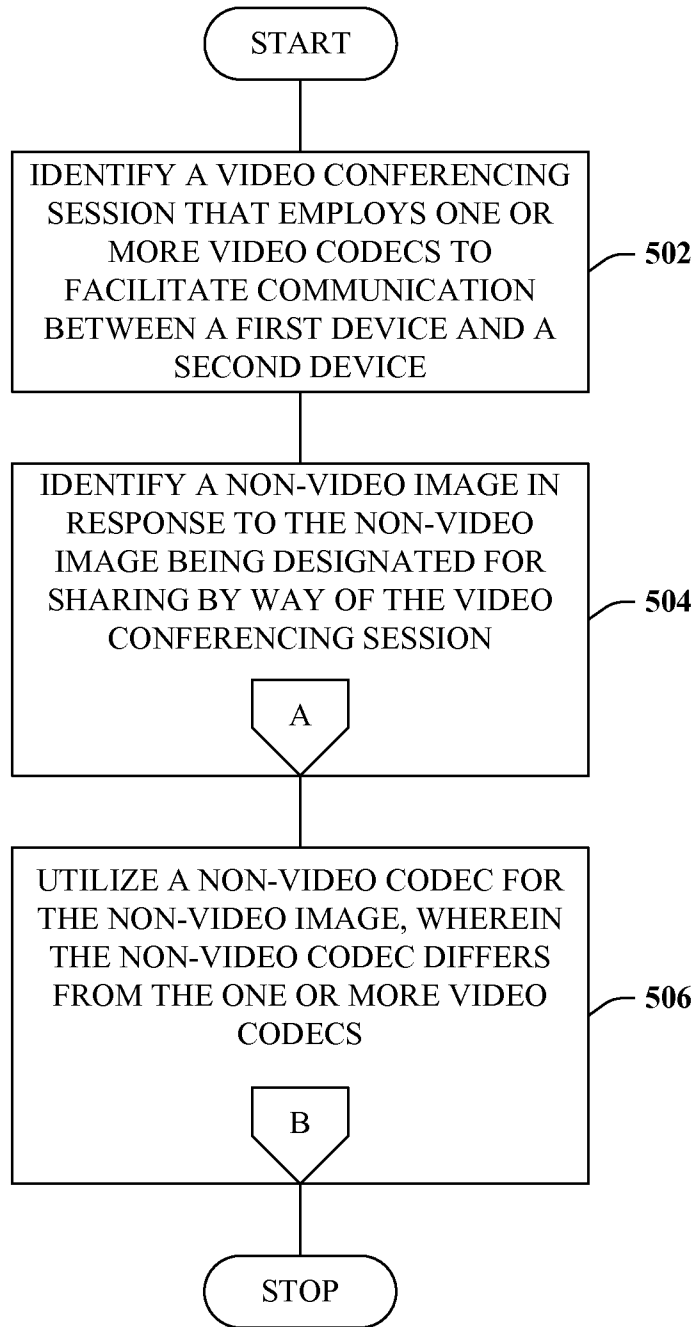 START
IDENTIFY A VIDEO CONFERENCING
SESSION THAT EMPLOYS ONE OR
MORE VIDEO CODECS TO
FACILITATE COMMUNICATION
BETWEEN A FIRST DEVICE AND A
SECOND DEVICE
502
IDENTIFY A NON-VIDEO IMAGE IN
RESPONSE TO THE NON-VIDEO
IMAGE BEING DESIGNATED FOR
SHARING BY WAY OF THE VIDEO
CONFERENCING SESSION
504
A
UTILIZE A NON-VIDEO CODEC FOR
THE NON-VIDEO IMAGE, WHEREIN
THE NON-VIDEO CODEC DIFFERS
FROM THE ONE OR MORE VIDEO
CODECS
506
B
STOP